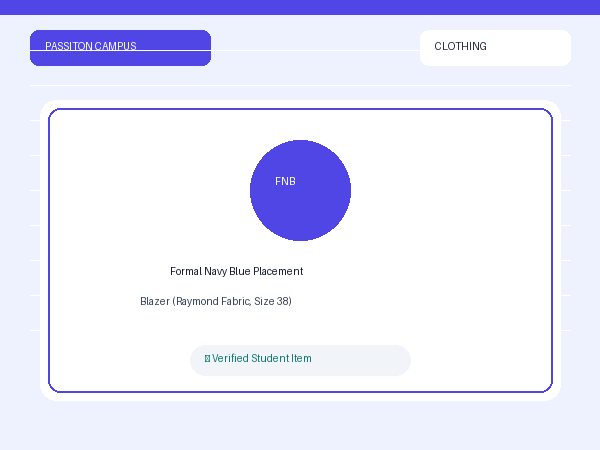 PASSITON CAMPUS
CLOTHING
FNB
Formal Navy Blue Placement
Blazer (Raymond Fabric, Size 38)
Verified Student Item